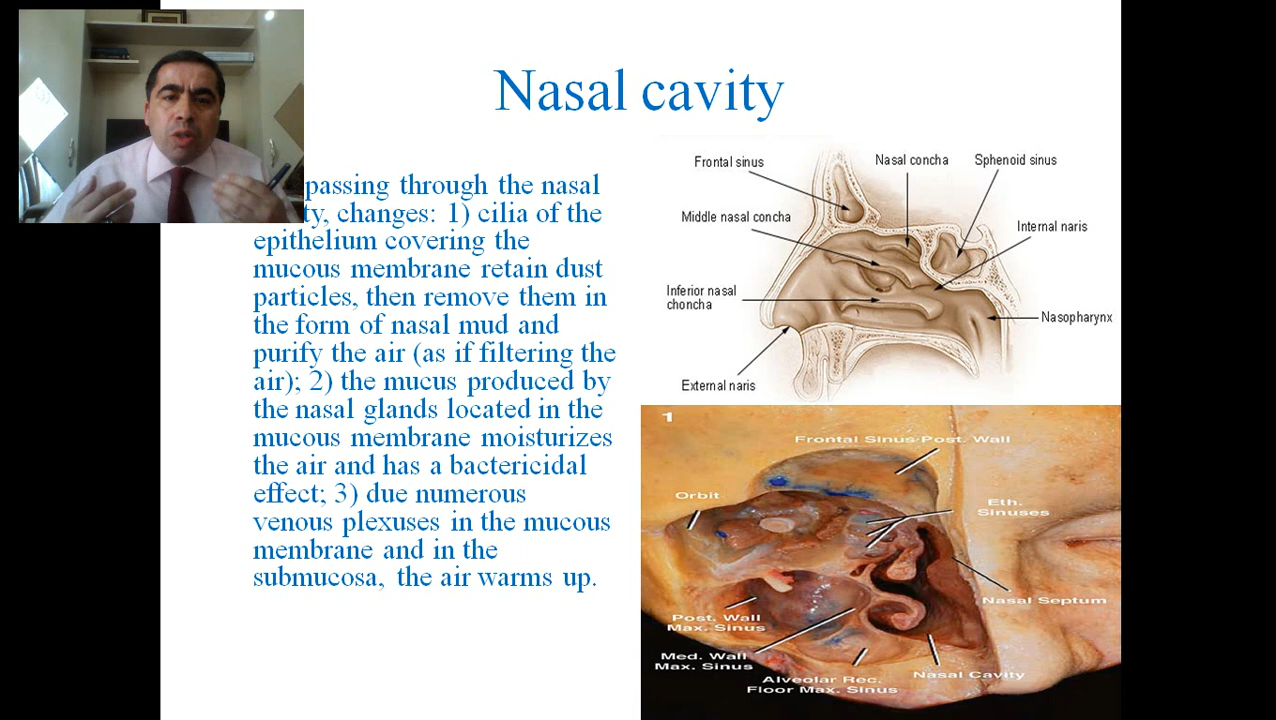 Nasal cavity
passing through the nasal
ty, changes: 1) cilia of the
epithelium covering the
mucous membrane retain dust
particles, then remove them in
the form of nasal mud and
purify the air (as if filtering the
air); 2) the mucus produced by
the nasal glands located in the
mucous membrane moisturizes
the air and has a bactericidal
effect; 3) due numerous
venous plexuses in the mucous
membrane and in the
submucosa, the air warms up.
Frontal sinus
Nasal concha
Sphenoid sinus
Middle nasal concha
Internal naris
Inferior nasal
choncha
Nasopharynx
External naris
1
Frontal Sinus Post. Wall
Orbit
Eth.
Sinuses
Nasal Septum
Post. Wall
Max. Sinus
Med. Wall
Max. Sinus
Nasal Cavity
Alveolar Rec.
Floor Max. Sinus